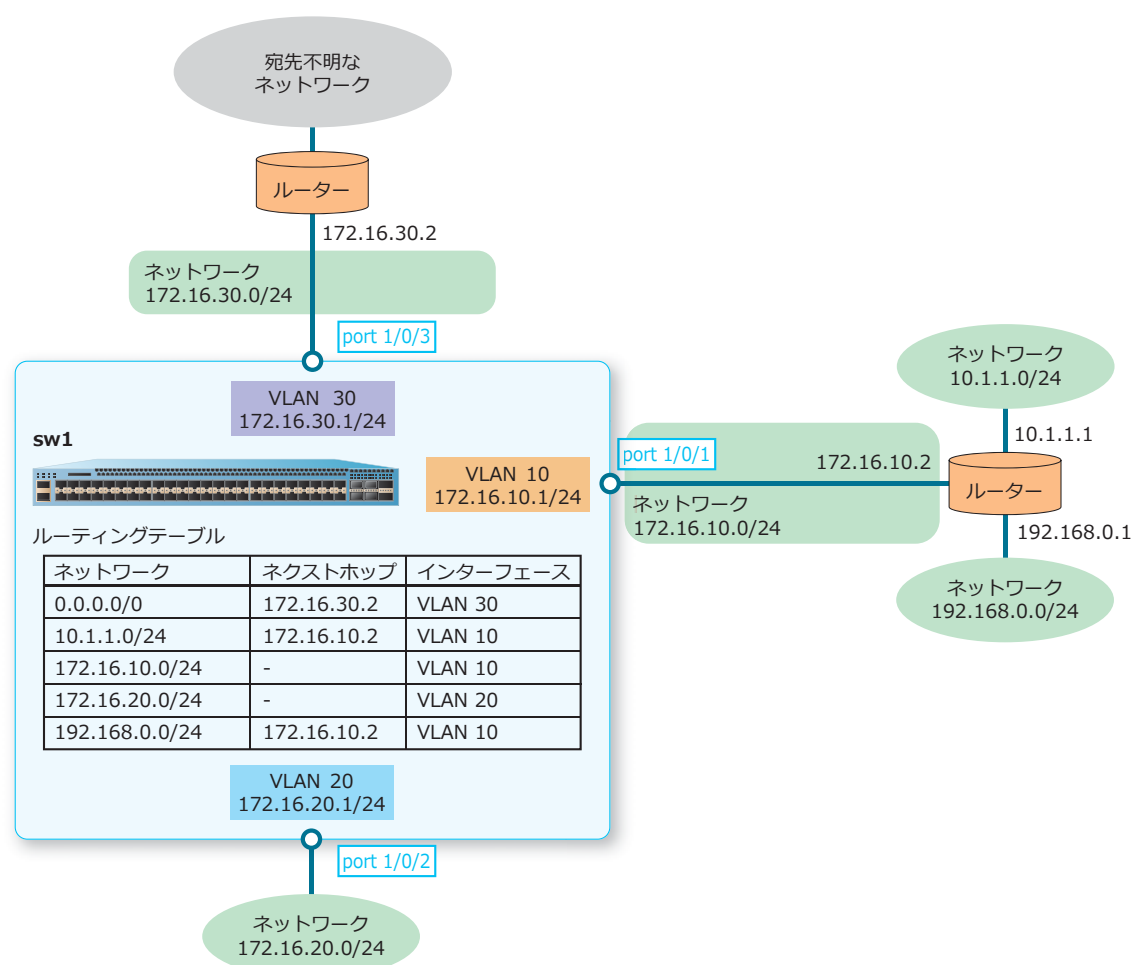 宛先不明な
ネットワーク
ルーター
172.16.30.2
ネットワーク
172.16.30.0/24
port 1/0/3
VLAN 30
172.16.30.1/24
sw1
VLAN 10
172.16.10.1/24
port 1/0/1
172.16.10.2
ネットワーク
172.16.10.0/24
ネットワーク
10.1.1.0/24
10.1.1.1
ルーター
192.168.0.1
ネットワーク
192.168.0.0/24
ルーティングテーブル
ネットワーク ネクストホップ インターフェース
0.0.0.0/0 172.16.30.2 VLAN 30
10.1.1.0/24 172.16.10.2 VLAN 10
172.16.10.0/24 - VLAN 10
172.16.20.0/24 - VLAN 20
192.168.0.0/24 172.16.10.2 VLAN 10
VLAN 20
172.16.20.1/24
port 1/0/2
ネットワーク
172.16.20.0/24